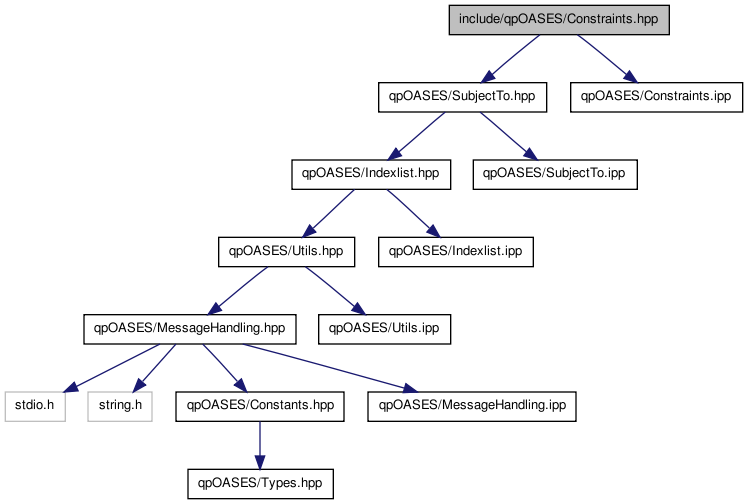 include/qpOASES/Constraints.hpp
qpOASES/SubjectTo.hpp
qpOASES/Constraints.ipp
qpOASES/Indexlist.hpp
qpOASES/SubjectTo.ipp
qpOASES/Utils.hpp
qpOASES/Indexlist.ipp
qpOASES/MessageHandling.hpp
qpOASES/Utils.ipp
stdio.h
string.h
qpOASES/Constants.hpp
qpOASES/MessageHandling.ipp
qpOASES/Types.hpp